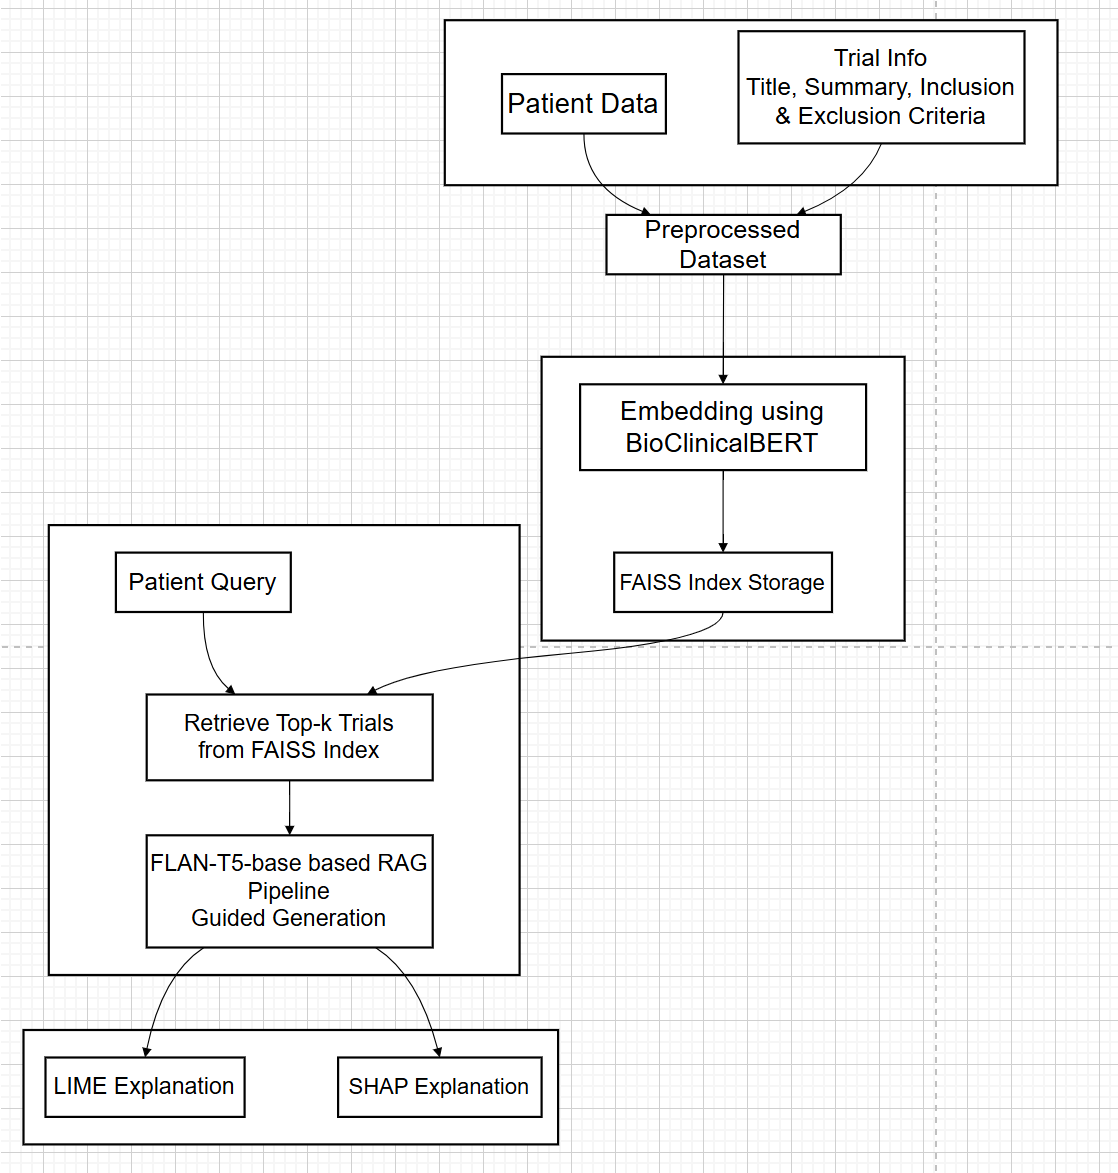 Patient Data
Trial Info
Title, Summary, Inclusion
& Exclusion Criteria
Preprocessed
Dataset
Embedding using
BioClinicalBERT
FAISS Index Storage
Patient Query
Retrieve Top-k Trials
from FAISS Index
FLAN-T5-base based RAG
Pipeline
Guided Generation
LIME Explanation
SHAP Explanation